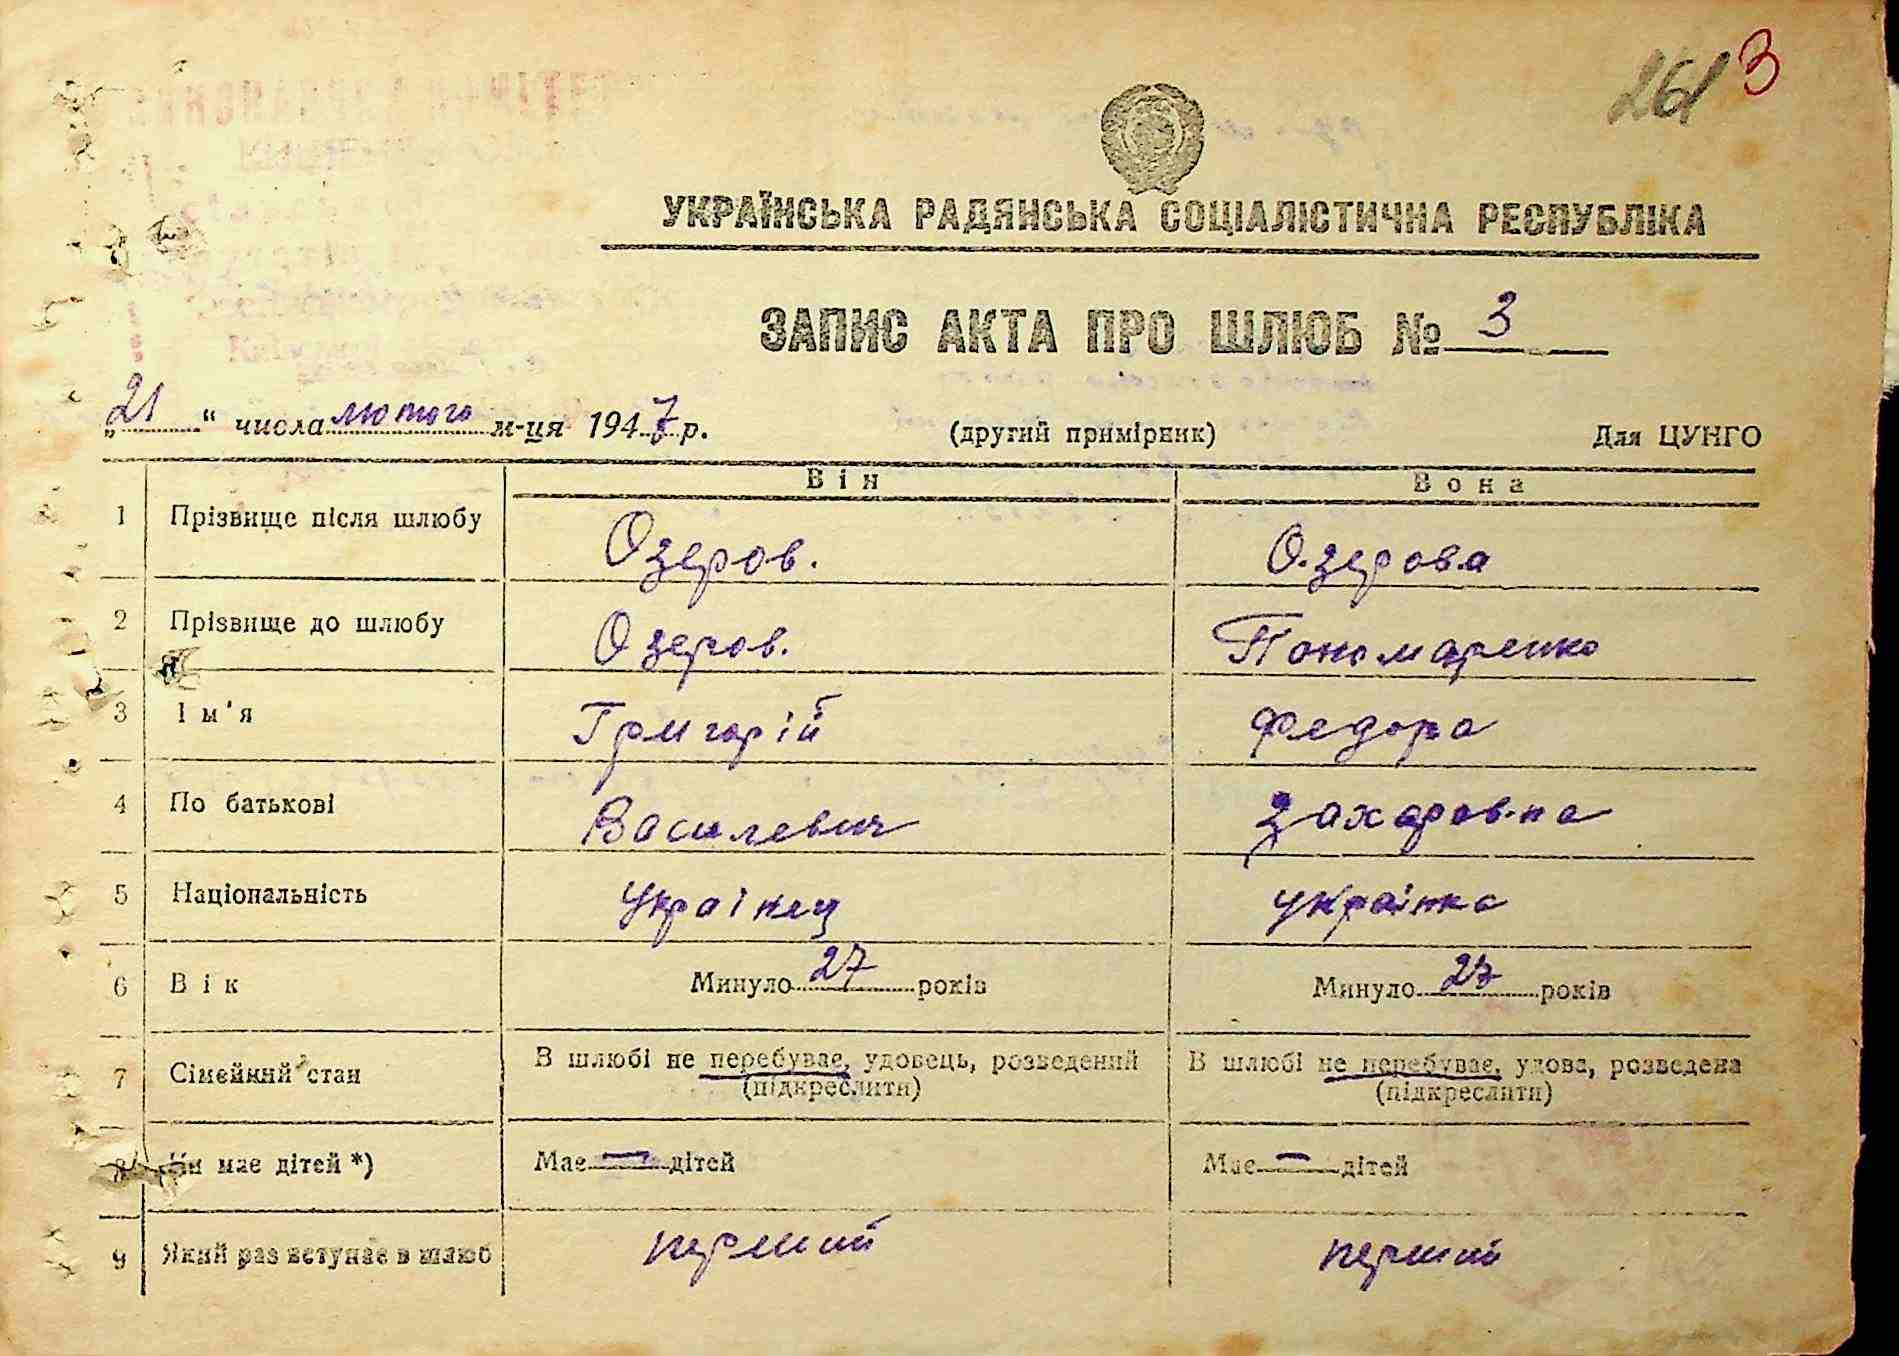 261 3
УКРАЇНСЬКА РАДЯНСЬКА СОЦІАЛІСТИЧНА РЕСПУБЛІКА
ЗАПИС АКТА ПРО ШЛЮБ № 3
„21“ числа лютого м-ця 1947 р. (другий примірник) Для ЦУНГО
Він Вона
1 Прізвище після шлюбу Озеров. Озерова
2 Прізвище до шлюбу Озеров. Пономаренко
3 Ім'я Григорій Федора
4 По батькові Василевич Захаровна
5 Національність українец українка
6 Вік Минуло 27 років Минуло 27 років
7 Сімейний стан В шлюбі не перебуває, удовець, розведений В шлюбі не перебуває, удова, розведена
(підкреслити) (підкреслити)
8 Чи має дітей *) Має — дітей Має — дітей
9 Який раз вступає в шлюб перший перший